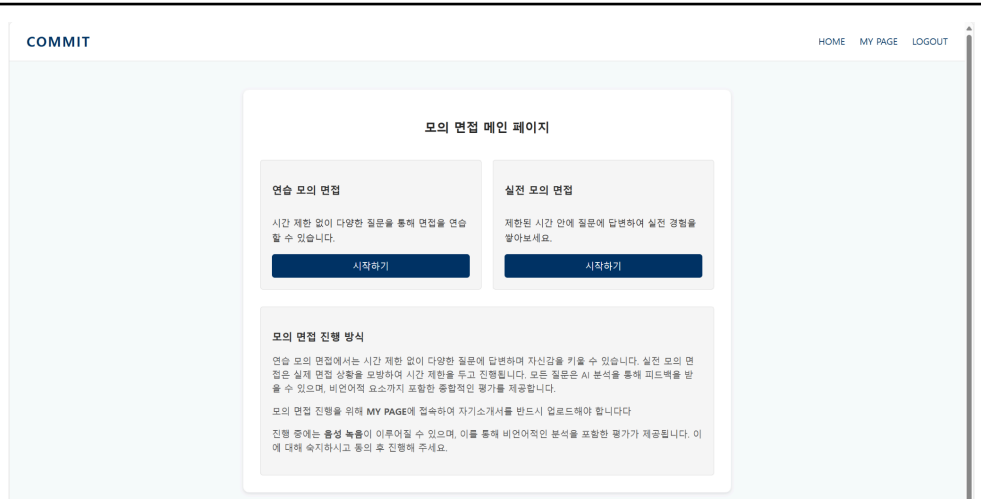 COMMIT
HOME MY PAGE LOGOUT
모의 면접 메인 페이지
연습 모의 면접
시간 제한 없이 다양한 질문을 통해 면접을 연습
할 수 있습니다.
시작하기
실전 모의 면접
제한된 시간 안에 질문에 답변하여 실전 경험을
쌓아보세요.
시작하기
모의 면접 진행 방식
연습 모의 면접에서는 시간 제한 없이 다양한 질문에 답변하며 자신감을 키울 수 있습니다. 실전 모의 면
접은 실제 면접 상황을 모방하여 시간 제한을 두고 진행됩니다. 모든 질문은 AI 분석을 통해 피드백을 받
을 수 있으며, 비언어적 요소까지 포함한 종합적인 평가를 제공합니다.
모의 면접 진행을 위해 MY PAGE에 접속하여 자기소개서를 반드시 업로드해야 합니다다
진행 중에는 음성 녹음이 이루어질 수 있으며, 이를 통해 비언어적인 분석을 포함한 평가가 제공됩니다. 이
에 대해 숙지하시고 동의 후 진행해 주세요.